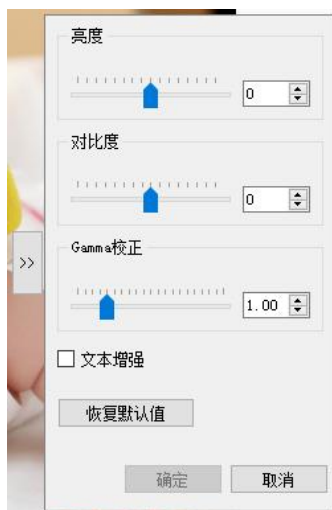 亮度
0
对比度
0
>>
Gamma校正
1.00
文本增强
恢复默认值
确定 取消